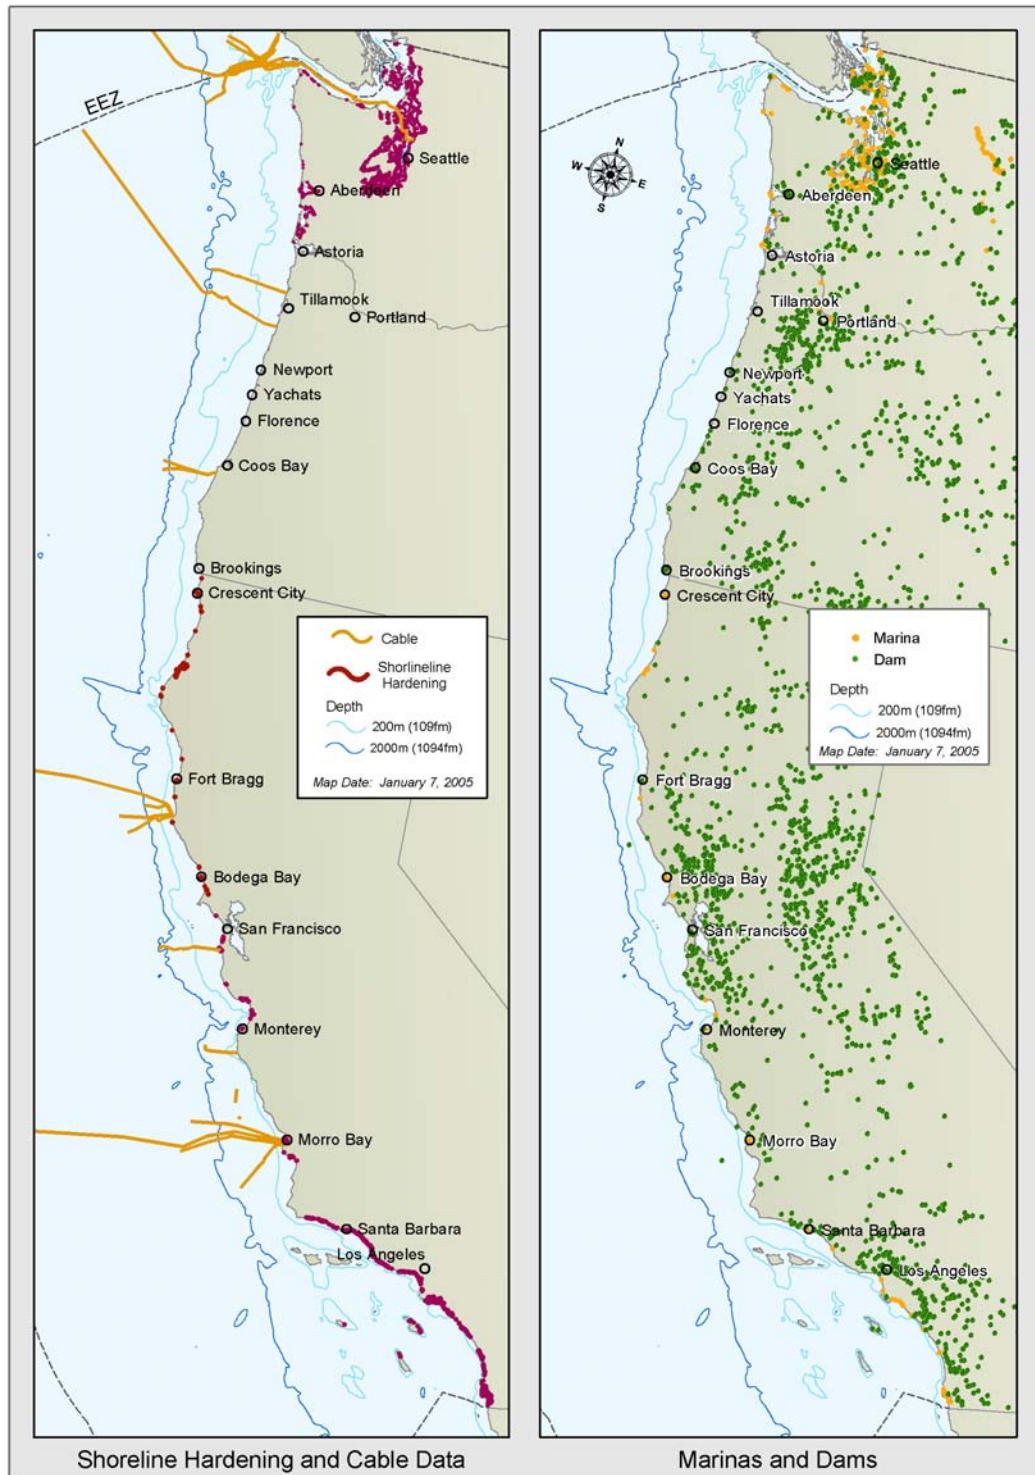 EEZ
Seattle
Aberdeen
Astoria
Tillamook
Portland
Newport
Yachats
Florence
Coos Bay
Brookings
Crescent City
Cable
Shorlineline
Hardening
Depth
200m (109fm)
2000m (1094fm)
Map Date: January 7, 2005
Fort Bragg
Bodega Bay
San Francisco
Monterey
Morro Bay
Santa Barbara
Los Angeles
Shoreline Hardening and Cable Data
N
W
E
S
Seattle
Aberdeen
Astoria
Tillamook
Portland
Newport
Yachats
Florence
Coos Bay
Brookings
Crescent City
Marina
Dam
Depth
200m (109fm)
2000m (1094fm)
Map Date: January 7, 2005
Fort Bragg
Bodega Bay
San Francisco
Monterey
Morro Bay
Santa Barbara
Los Angeles
Marinas and Dams